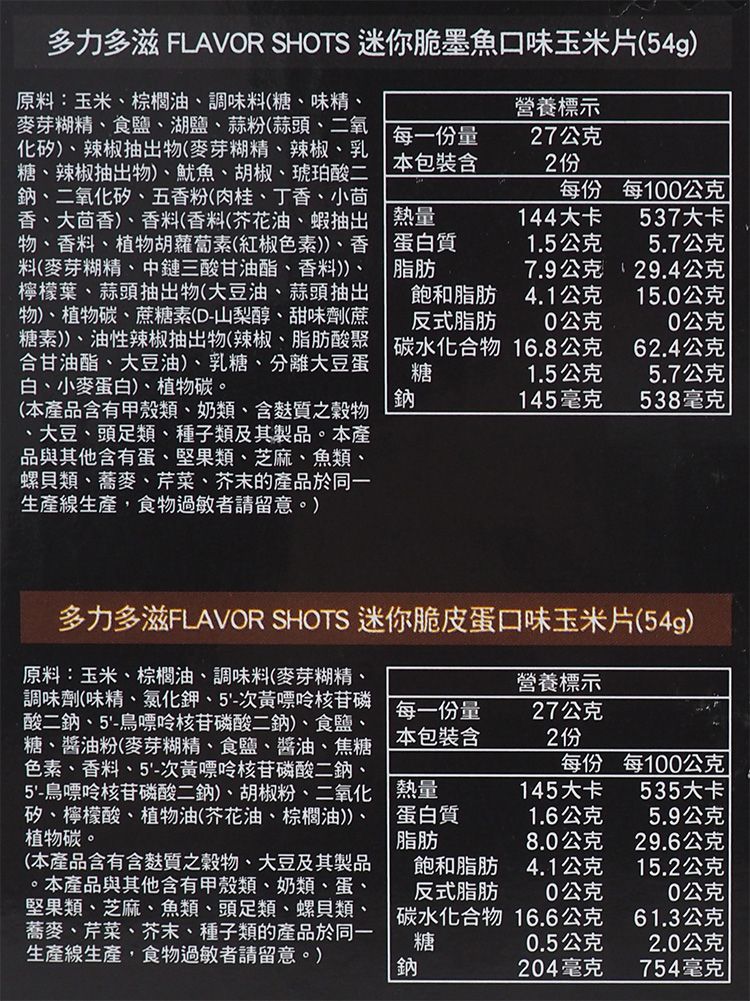 多力多滋 FLAVOR SHOTS 迷你脆墨魚口味玉米片(54g)
原料：玉米、棕櫚油、調味料(糖、味精、
麥芽糊精、食鹽、湖鹽、蒜粉(蒜頭、二氧
化矽)、辣椒抽出物(麥芽糊精、辣椒、乳
糖、辣椒抽出物)、魷魚、胡椒、琥珀酸二
鈉、二氧化矽、五香粉(肉桂、丁香、小茴
香、大茴香)、香料(香料(芥花油、蝦抽出
物、香料、植物胡蘿蔔素(紅椒色素))、香
料(麥芽糊精、中鏈三酸甘油酯、香料))、
檸檬葉、蒜頭抽出物(大豆油、蒜頭抽出
物)、植物碳、蔗糖素(D-山梨醇、甜味劑(蔗
糖素))、油性辣椒抽出物(辣椒、脂肪酸聚
合甘油酯、大豆油)、乳糖、分離大豆蛋
白、小麥蛋白)、植物碳。
(本產品含有甲殼類、奶類、含麩質之穀物
、大豆、頭足類、種子類及其製品。本產
品與其他含有蛋、堅果類、芝麻、魚類、
螺貝類、蕎麥、芹菜、芥末的產品於同一
生產線生產，食物過敏者請留意。)
營養標示
每一份量 27公克
本包裝含 2份
每份 每100公克
熱量 144大卡 537大卡
蛋白質 1.5公克 5.7公克
脂肪 7.9公克 29.4公克
飽和脂肪 4.1公克 15.0公克
反式脂肪 0公克 0公克
碳水化合物 16.8公克 62.4公克
糖 1.5公克 5.7公克
鈉 145毫克 538毫克
多力多滋FLAVOR SHOTS 迷你脆皮蛋口味玉米片(54g)
原料：玉米、棕櫚油、調味料(麥芽糊精、
調味劑(味精、氯化鉀、5'-次黃嘌呤核苷磷
酸二鈉、5'-鳥嘌呤核苷磷酸二鈉)、食鹽、
糖、醬油粉(麥芽糊精、食鹽、醬油、焦糖
色素、香料、5'-次黃嘌呤核苷磷酸二鈉、
5'-鳥嘌呤核苷磷酸二鈉)、胡椒粉、二氧化
矽、檸檬酸、植物油(芥花油、棕櫚油))、
植物碳。
(本產品含有含麩質之穀物、大豆及其製品
。本產品與其他含有甲殼類、奶類、蛋、
堅果類、芝麻、魚類、頭足類、螺貝類、
蕎麥、芹菜、芥末、種子類的產品於同一
生產線生產，食物過敏者請留意。)
營養標示
每一份量 27公克
本包裝含 2份
每份 每100公克
熱量 145大卡 535大卡
蛋白質 1.6公克 5.9公克
脂肪 8.0公克 29.6公克
飽和脂肪 4.1公克 15.2公克
反式脂肪 0公克 0公克
碳水化合物 16.6公克 61.3公克
糖 0.5公克 2.0公克
鈉 204毫克 754毫克